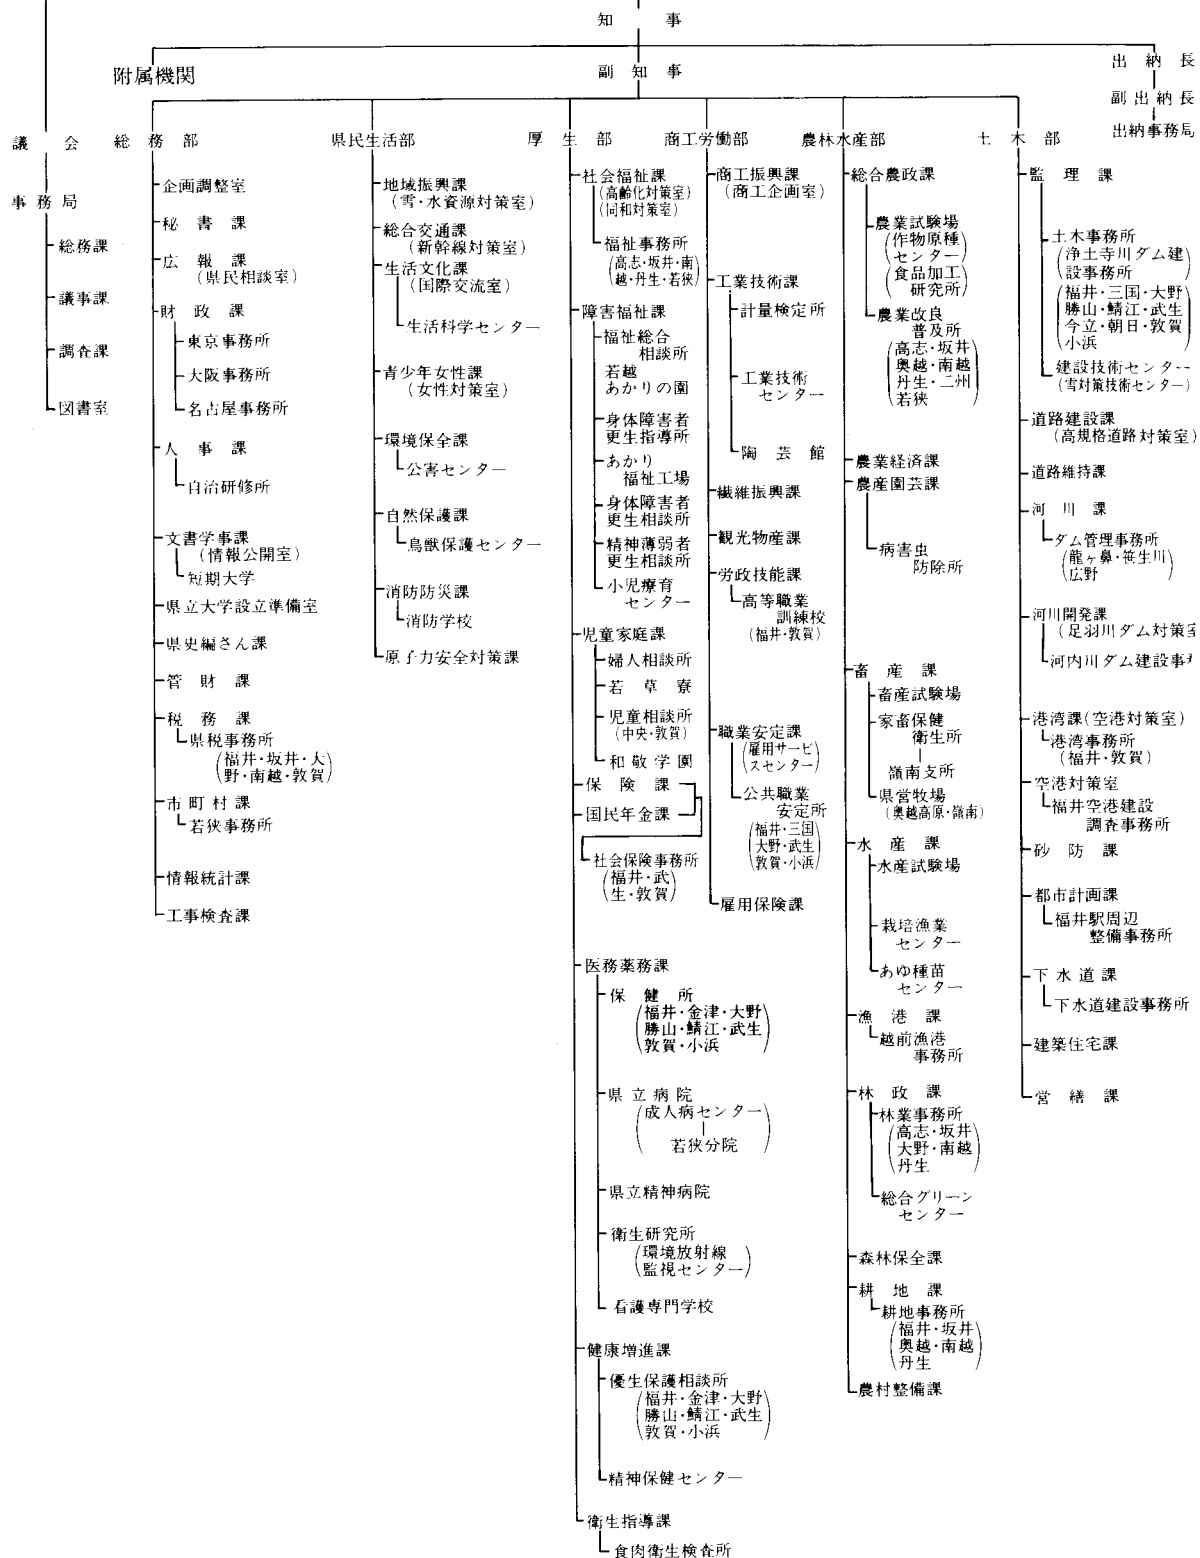 知事
附属機関
副知事
出納長
副出納長
出納事務局
議会
事務局
総務課
議事課
調査課
図書室
総務部
企画調整室
秘書課
広報課
(県民相談室)
財政課
東京事務所
大阪事務所
名古屋事務所
人事課
自治研修所
文書学事課
(情報公開室)
短期大学
県立大学設立準備室
県史編さん課
管財課
税務課
県税事務所
(福井・坂井・大
野・南越・敦賀)
市町村課
若狭事務所
情報統計課
工事検査課
県民生活部
地域振興課
(雪・水資源対策室)
総合交通課
(新幹線対策室)
生活文化課
(国際交流室)
生活科学センター
青少年女性課
(女性対策室)
環境保全課
公害センター
自然保護課
鳥獣保護センター
消防防災課
消防学校
原子力安全対策課
厚生部
社会福祉課
(高齢化対策室)
(同和対策室)
福祉事務所
(高志・坂井・南
越・丹生・若狭)
障害福祉課
福祉総合
相談所
若越
あかりの園
身体障害者
更生指導所
あかり
福祉工場
身体障害者
更生相談所
精神薄弱者
更生相談所
小児療育
センター
児童家庭課
婦人相談所
若草寮
児童相談所
(中央・敦賀)
和敬学園
保険課
国民年金課
社会保険事務所
(福井・武
生・敦賀)
医務薬務課
保健所
(福井・金津・大野
勝山・鯖江・武生
敦賀・小浜)
県立病院
(成人病センター
若狭分院)
県立精神病院
衛生研究所
(環境放射線
監視センター)
看護専門学校
健康増進課
優生保護相談所
(福井・金津・大野
勝山・鯖江・武生
敦賀・小浜)
精神保健センター
衛生指導課
食肉衛生検査所
商工労働部
商工振興課
(商工企画室)
工業技術課
計量検定所
工業技術
センター
陶芸館
繊維振興課
観光物産課
労政技能課
高等職業
訓練校
(福井・敦賀)
職業安定課
(雇用サービ
スセンター)
公共職業
安定所
(福井・三国
大野・武生
敦賀・小浜)
雇用保険課
農林水産部
総合農政課
農業試験場
(作物原種
センター)
(食品加工
研究所)
農業改良
普及所
(高志・坂井
奥越・南越
丹生・二州
若狭)
農業経済課
農産園芸課
病害虫
防除所
畜産課
畜産試験場
家畜保健
衛生所
嶺南支所
県営牧場
(奥越高原・嶺南)
水産課
水産試験場
栽培漁業
センター
あゆ種苗
センター
漁港課
越前漁港
事務所
林政課
林業事務所
(高志・坂井
大野・南越
丹生)
総合グリーン
センター
森林保全課
耕地課
耕地事務所
(福井・坂井
奥越・南越
丹生)
農村整備課
土木部
監理課
土木事務所
(浄土寺川ダム建
設事務所)
(福井・三国・大野
勝山・鯖江・武生
今立・朝日・敦賀
小浜)
建設技術センター
(雪対策技術センター)
道路建設課
(高規格道路対策室)
道路維持課
河川課
ダム管理事務所
(龍ヶ鼻・笹生川
広野)
河川開発課
(足羽川ダム対策室
河内川ダム建設事
港湾課(空港対策室)
港湾事務所
(福井・敦賀)
空港対策室
福井空港建設
調査事務所
砂防課
都市計画課
福井駅周辺
整備事務所
下水道課
下水道建設事務所
建築住宅課
営繕課